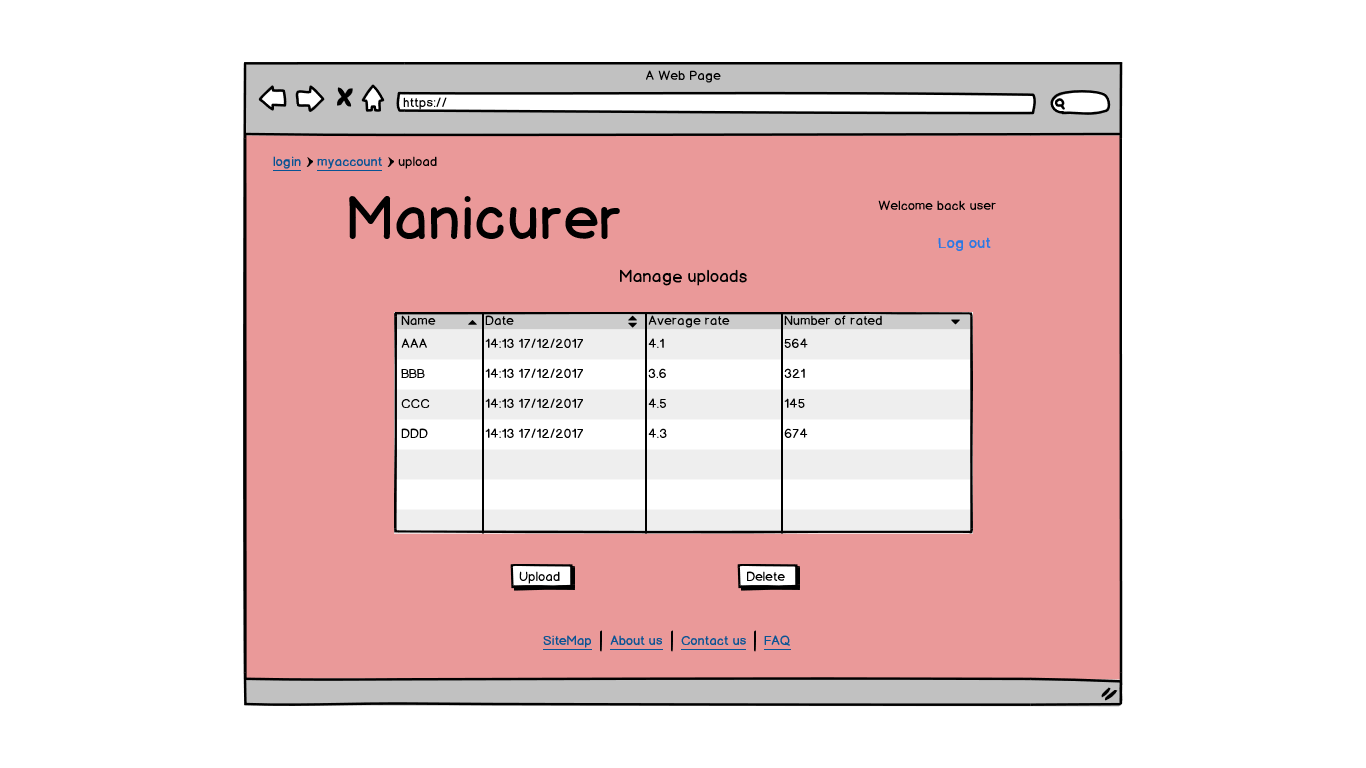 A Web Page
https://
login myaccount upload
Manicurer
Welcome back user
Log out
Manage uploads
Name Date Average rate Number of rated
AAA 14:13 17/12/2017 4.1 564
BBB 14:13 17/12/2017 3.6 321
CCC 14:13 17/12/2017 4.5 145
DDD 14:13 17/12/2017 4.3 674
Upload Delete
SiteMap About us Contact us FAQ